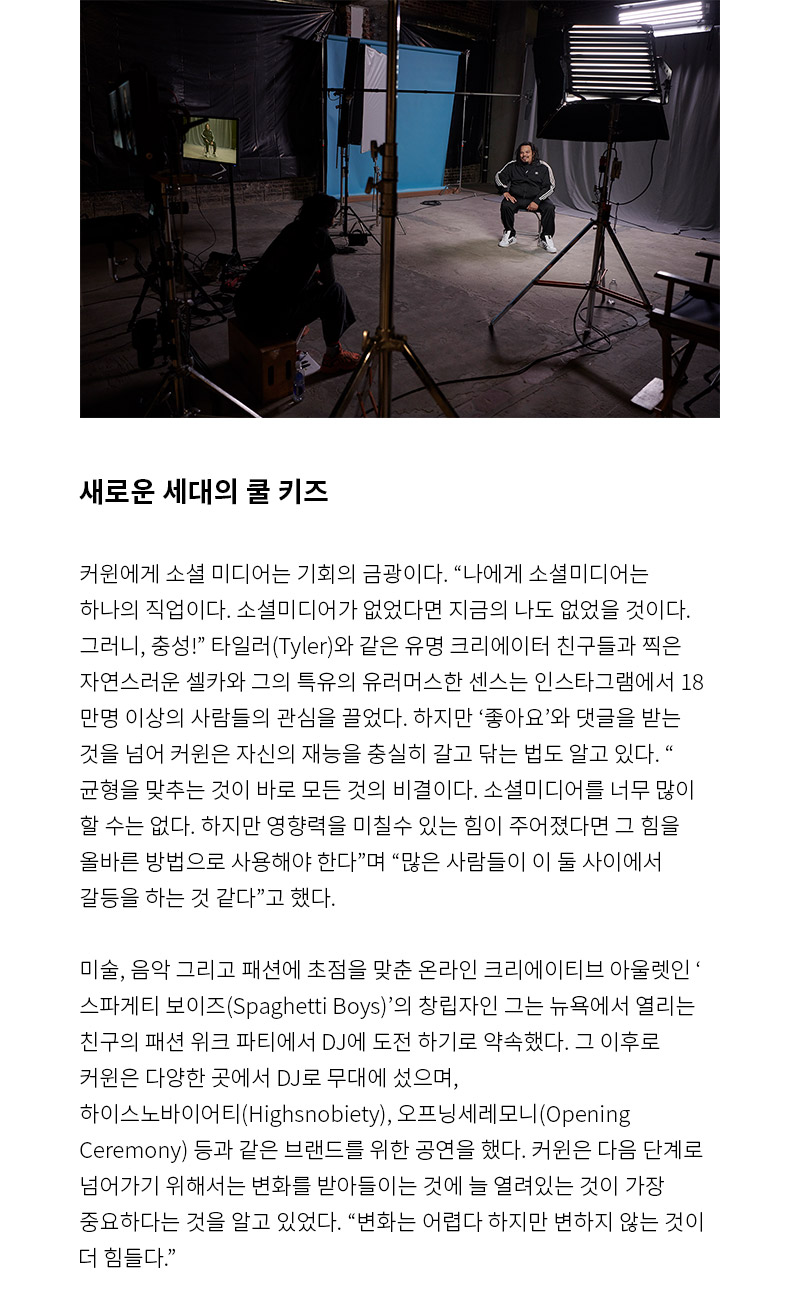 새로운 세대의 쿨 키즈
커윈에게 소셜 미디어는 기회의 금광이다. “나에게 소셜미디어는
하나의 직업이다. 소셜미디어가 없었다면 지금의 나도 없었을 것이다.
그러니, 충성!” 타일러(Tyler)와 같은 유명 크리에이터 친구들과 찍은
자연스러운 셀카와 그의 특유의 유러머스한 센스는 인스타그램에서 18
만명 이상의 사람들의 관심을 끌었다. 하지만 ‘좋아요’와 댓글을 받는
것을 넘어 커윈은 자신의 재능을 충실히 갈고 닦는 법도 알고 있다. “
균형을 맞추는 것이 바로 모든 것의 비결이다. 소셜미디어를 너무 많이
할 수는 없다. 하지만 영향력을 미칠수 있는 힘이 주어졌다면 그 힘을
올바른 방법으로 사용해야 한다”며 “많은 사람들이 이 둘 사이에서
갈등을 하는 것 같다”고 했다.
미술, 음악 그리고 패션에 초점을 맞춘 온라인 크리에이티브 아울렛인 ‘
스파게티 보이즈(Spaghetti Boys)’의 창립자인 그는 뉴욕에서 열리는
친구의 패션 위크 파티에서 DJ에 도전 하기로 약속했다. 그 이후로
커윈은 다양한 곳에서 DJ로 무대에 섰으며,
하이스노바이어티(Highsnobiety), 오프닝세레모니(Opening
Ceremony) 등과 같은 브랜드를 위한 공연을 했다. 커윈은 다음 단계로
넘어가기 위해서는 변화를 받아들이는 것에 늘 열려있는 것이 가장
중요하다는 것을 알고 있었다. “변화는 어렵다 하지만 변하지 않는 것이
더 힘들다.”